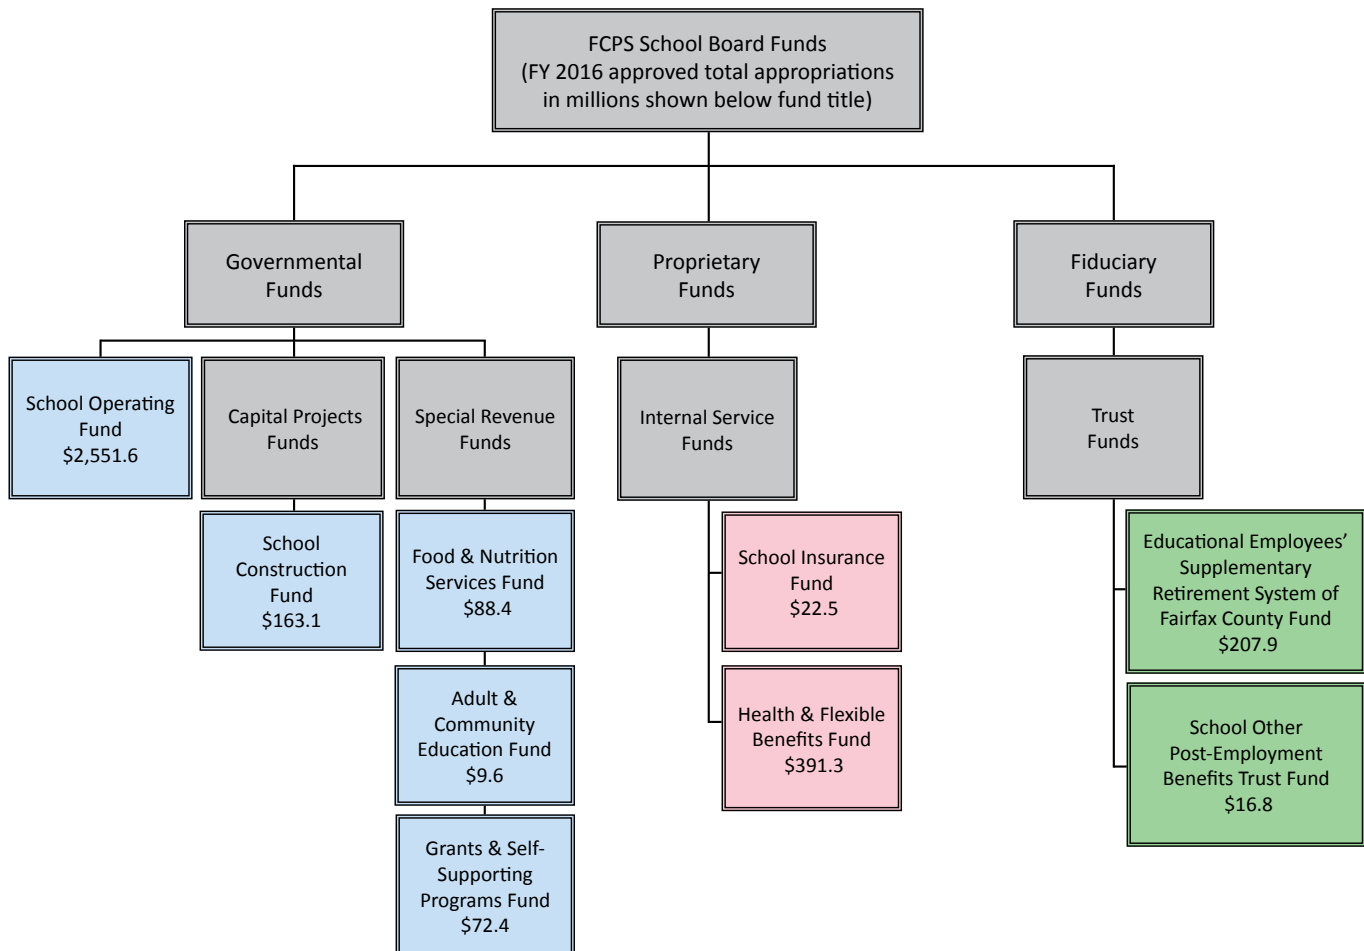 FCPS School Board Funds
(FY 2016 approved total appropriations
in millions shown below fund title)
Governmental
Funds
Proprietary
Funds
Fiduciary
Funds
School Operating
Fund
$2,551.6
Capital Projects
Funds
Special Revenue
Funds
Internal Service
Funds
Trust
Funds
School
Construction
Fund
$163.1
Food & Nutrition
Services Fund
$88.4
Adult &
Community
Education Fund
$9.6
Grants & Self-
Supporting
Programs Fund
$72.4
School Insurance
Fund
$22.5
Health & Flexible
Benefits Fund
$391.3
Educational Employees’
Supplementary
Retirement System of
Fairfax County Fund
$207.9
School Other
Post-Employment
Benefits Trust Fund
$16.8